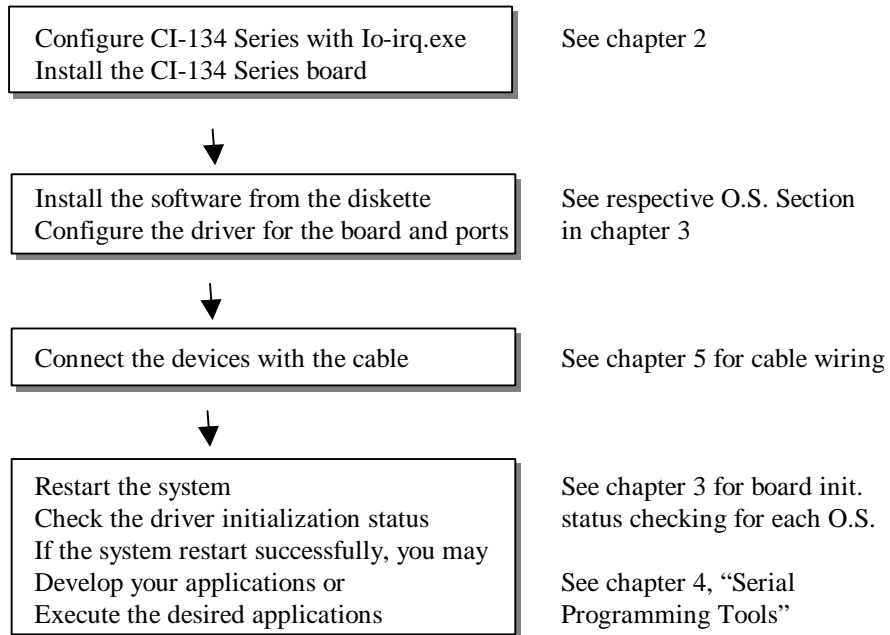 Configure CI-134 Series with Io-irq.exe
Install the CI-134 Series board
See chapter 2
Install the software from the diskette
Configure the driver for the board and ports
See respective O.S. Section
in chapter 3
Connect the devices with the cable
See chapter 5 for cable wiring
Restart the system
Check the driver initialization status
If the system restart successfully, you may
Develop your applications or
Execute the desired applications
See chapter 3 for board init.
status checking for each O.S.
See chapter 4, “Serial
Programming Tools”